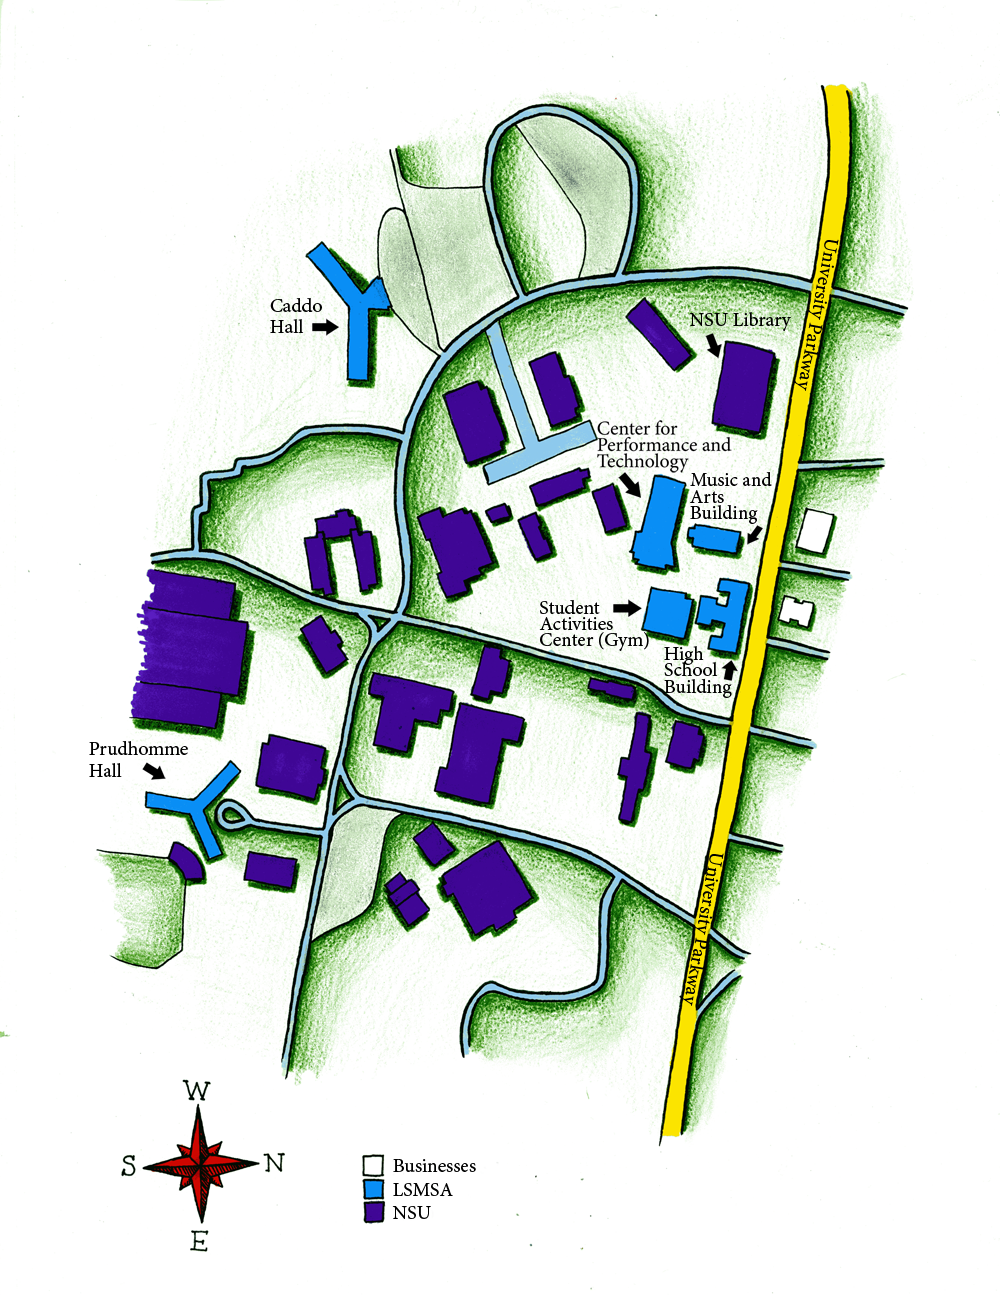 University Parkway
Caddo
Hall
NSU Library
Center for
Performance and
Technology
Music and
Arts
Building
Student
Activities
Center (Gym)
High
School
Building
Prudhomme
Hall
University Parkway
W
S
N
E
Businesses
LSMSA
NSU